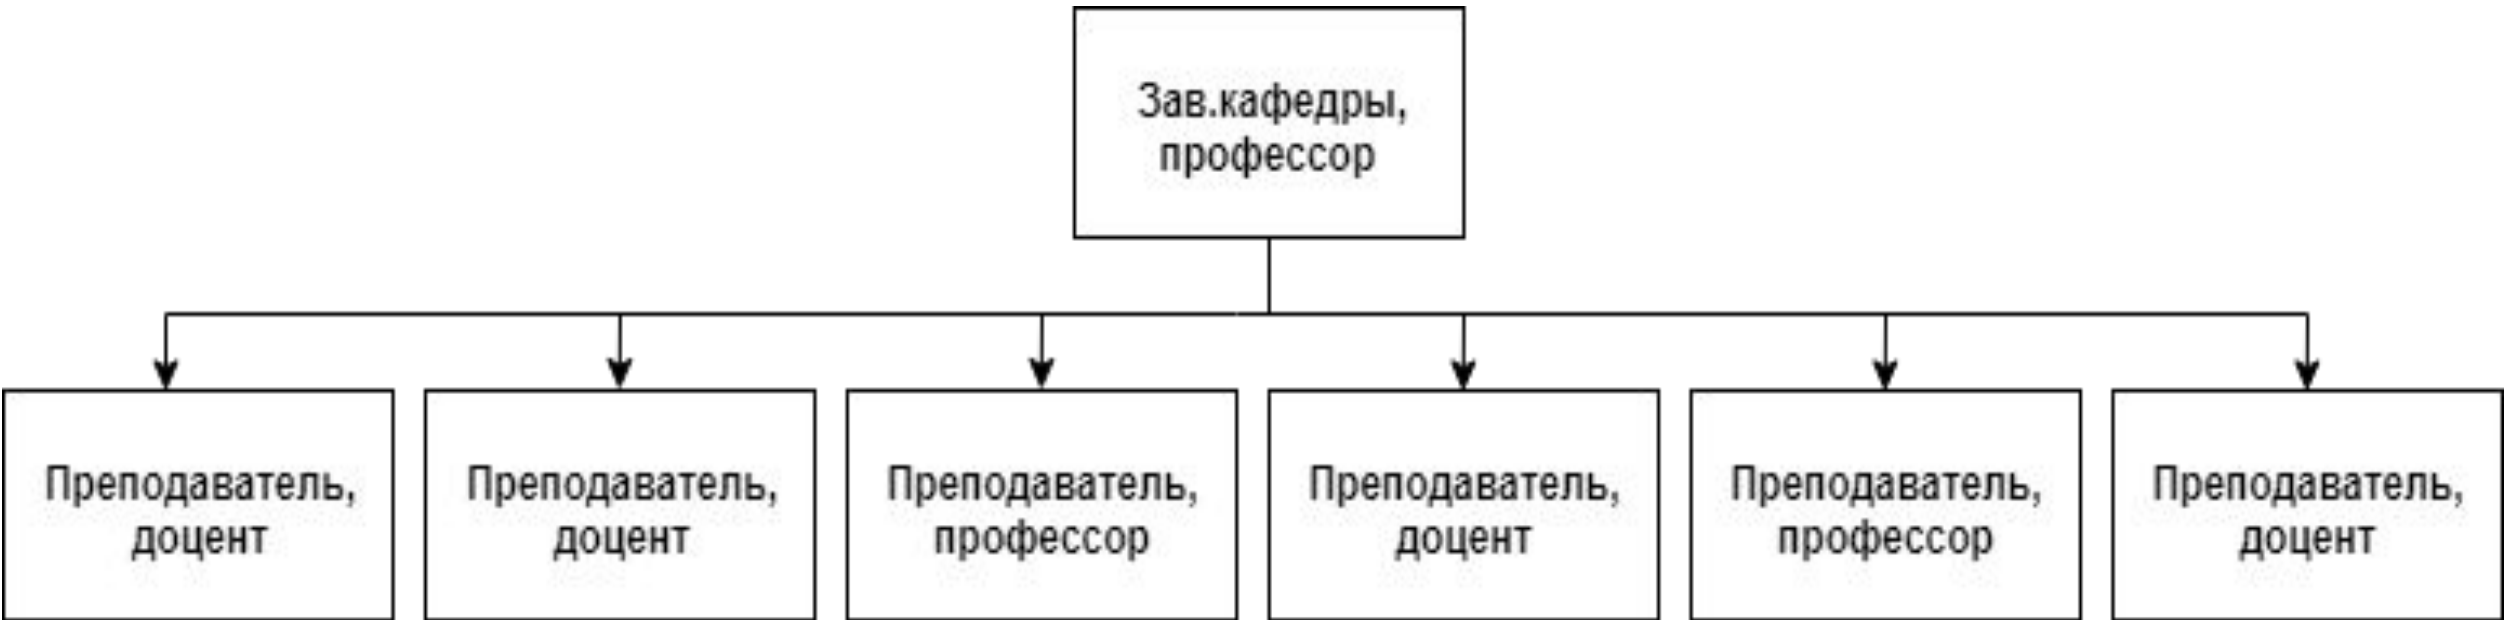 Зав.кафедры,
профессор
Преподаватель,
доцент
Преподаватель,
доцент
Преподаватель,
профессор
Преподаватель,
доцент
Преподаватель,
профессор
Преподаватель,
доцент